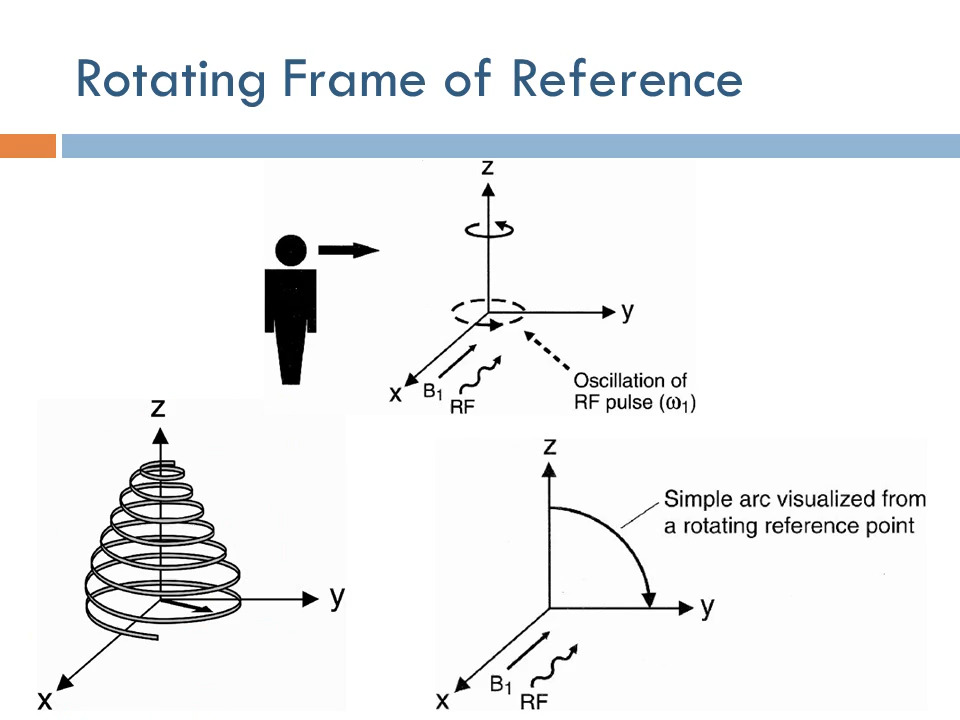 Rotating Frame of Reference
z
y
x
B₁
RF
Oscillation of
RF pulse (ω₁)
z
y
x
z
Simple arc visualized from
a rotating reference point
y
x
B₁
RF